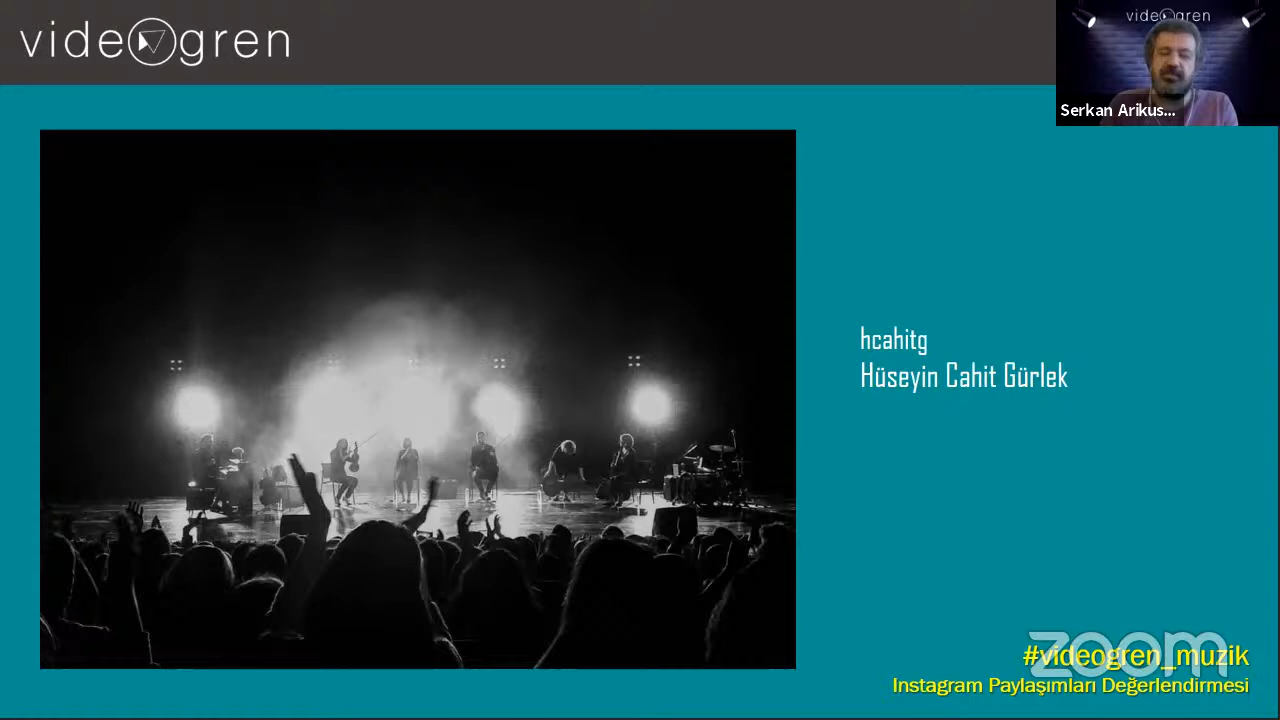 videogren
videogren
Serkan Arikus...
hcahitg
Hüseyin Cahit Gürlek
zoom
#videogren_muzik
Instagram Paylaşımları Değerlendirmesi